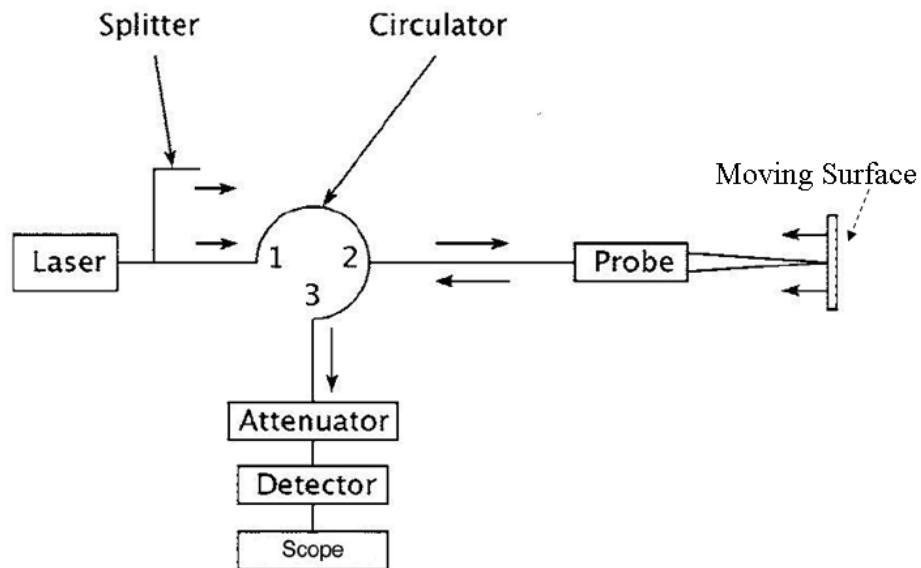 Splitter
Circulator
Moving Surface
Laser
1
2
3
Probe
Attenuator
Detector
Scope